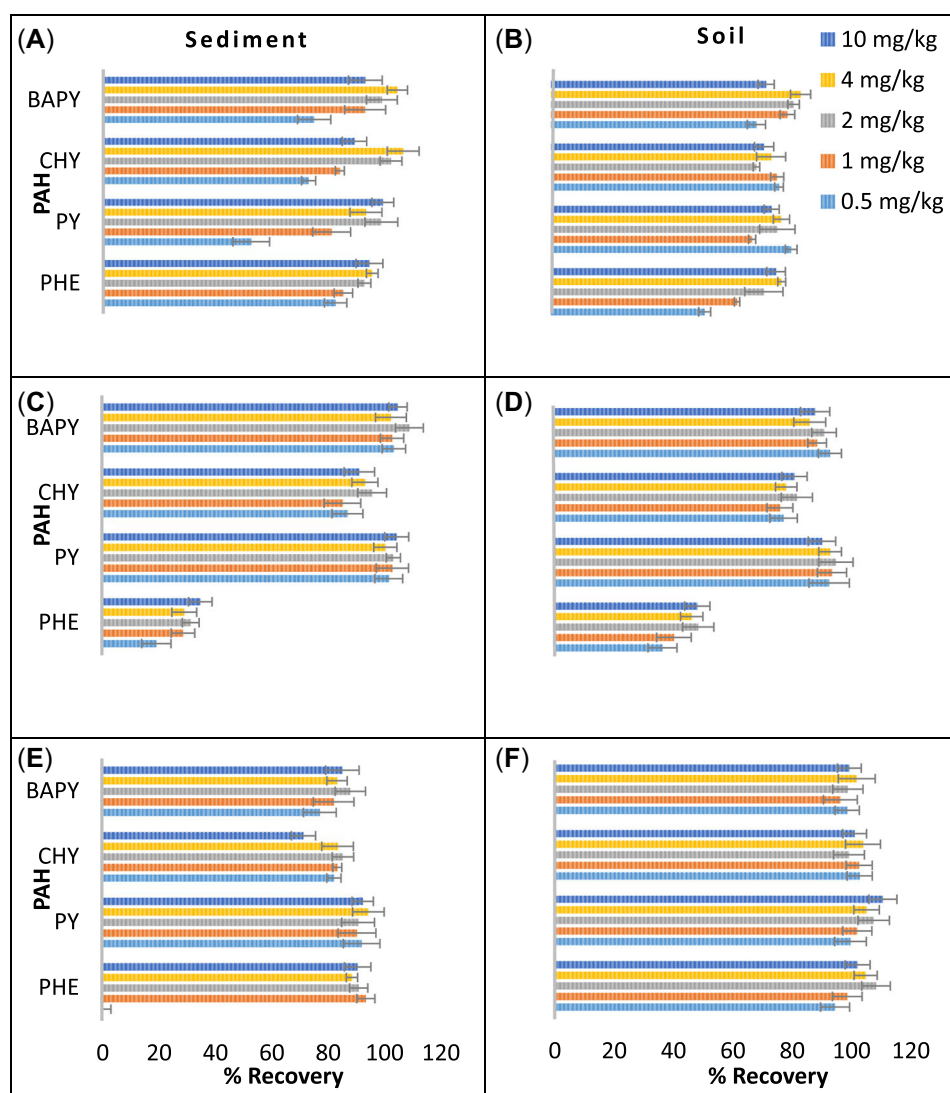 (A)
Sediment
BAPY
CHY
PY
PHE
PAH
(B)
Soil
10 mg/kg
4 mg/kg
2 mg/kg
1 mg/kg
0.5 mg/kg
(C)
BAPY
CHY
PY
PHE
PAH
(D)
(E)
BAPY
CHY
PY
PHE
PAH
0 20 40 60 80 100 120
% Recovery
(F)
0 20 40 60 80 100 120
% Recovery